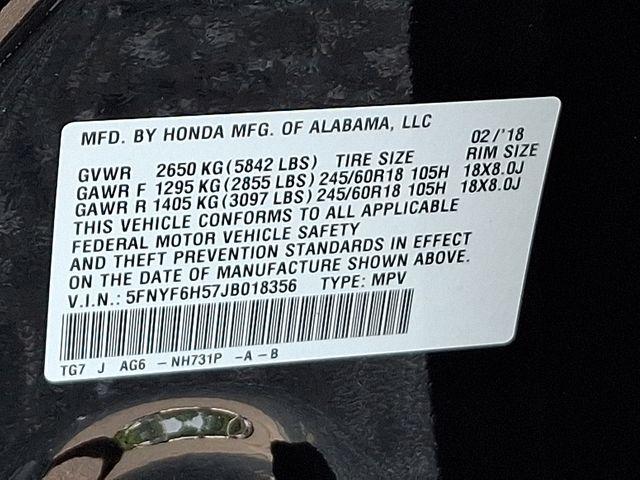 MFD. BY HONDA MFG. OF ALABAMA, LLC 02/'18
GVWR 2650 KG (5842 LBS) TIRE SIZE RIM SIZE
GAWR F 1295 KG (2855 LBS) 245/60R18 105H 18X8.0J
GAWR R 1405 KG (3097 LBS) 245/60R18 105H 18X8.0J
THIS VEHICLE CONFORMS TO ALL APPLICABLE
FEDERAL MOTOR VEHICLE SAFETY
AND THEFT PREVENTION STANDARDS IN EFFECT
ON THE DATE OF MANUFACTURE SHOWN ABOVE.
V.I.N.: 5FNYF6H57JB018356 TYPE: MPV
TG7 J AG6 - NH731P -A-B